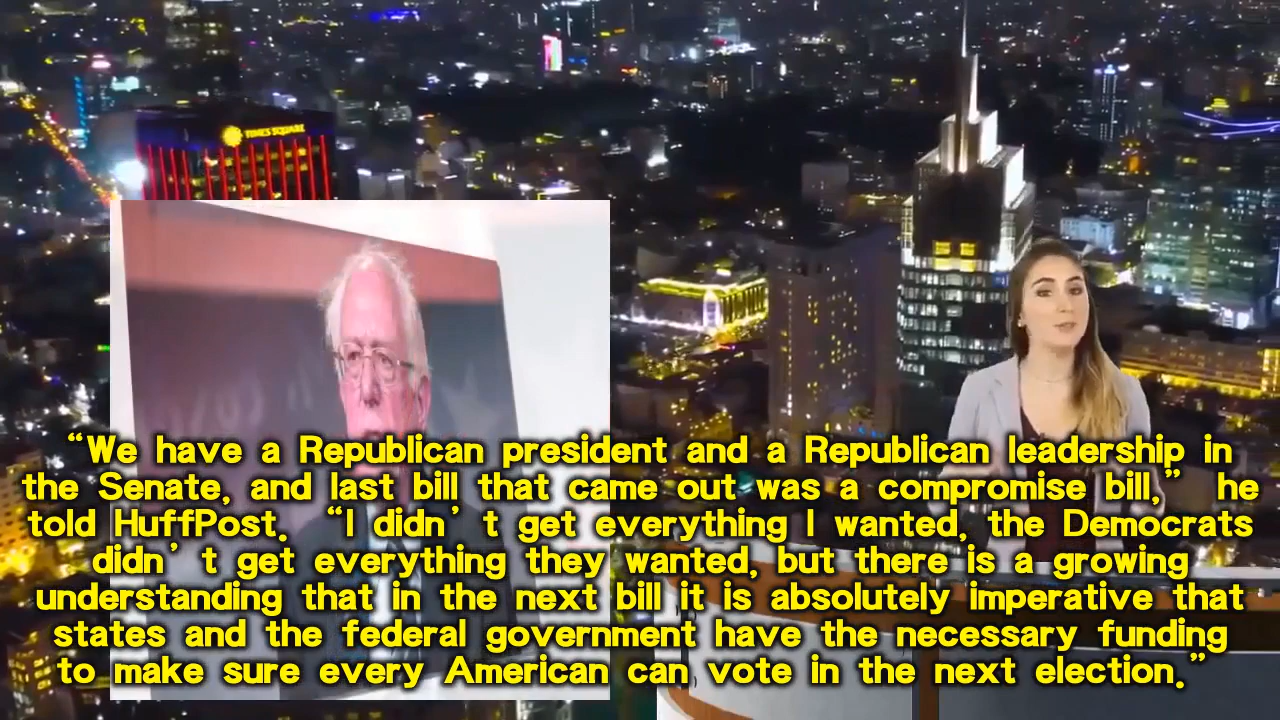 TIMES SQUARE
“We have a Republican president and a Republican leadership in
the Senate, and last bill that came out was a compromise bill,” he
told HuffPost. “I didn’t get everything I wanted, the Democrats
didn’t get everything they wanted, but there is a growing
understanding that in the next bill it is absolutely imperative that
states and the federal government have the necessary funding
to make sure every American can vote in the next election.”